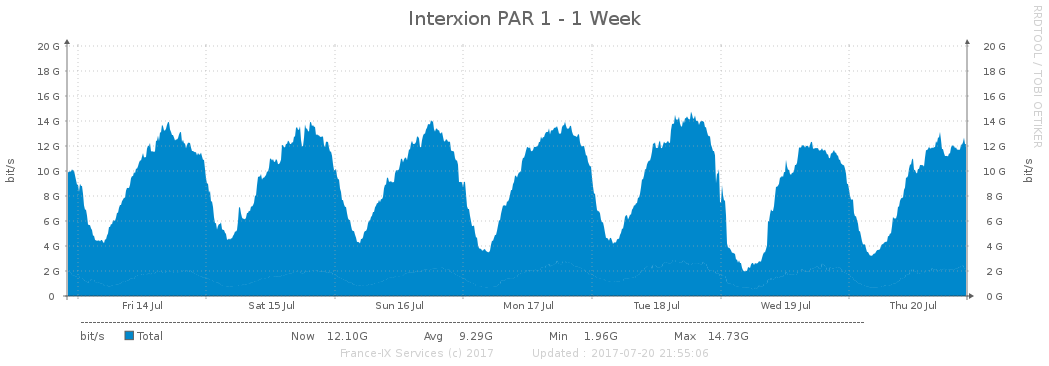 Interxion PAR 1 - 1 Week
RRDTOOL / TOBI OETIKER
bit/s
20 G 20 G
18 G 18 G
16 G 16 G
14 G 14 G
12 G 12 G
10 G 10 G
8 G 8 G
6 G 6 G
4 G 4 G
2 G 2 G
0 0 G
bit/s
Fri 14 Jul Sat 15 Jul Sun 16 Jul Mon 17 Jul Tue 18 Jul Wed 19 Jul Thu 20 Jul
bit/s Total Now 12.10G Avg 9.29G Min 1.96G Max 14.73G
France-IX Services (c) 2017 Updated : 2017-07-20 21:55:06